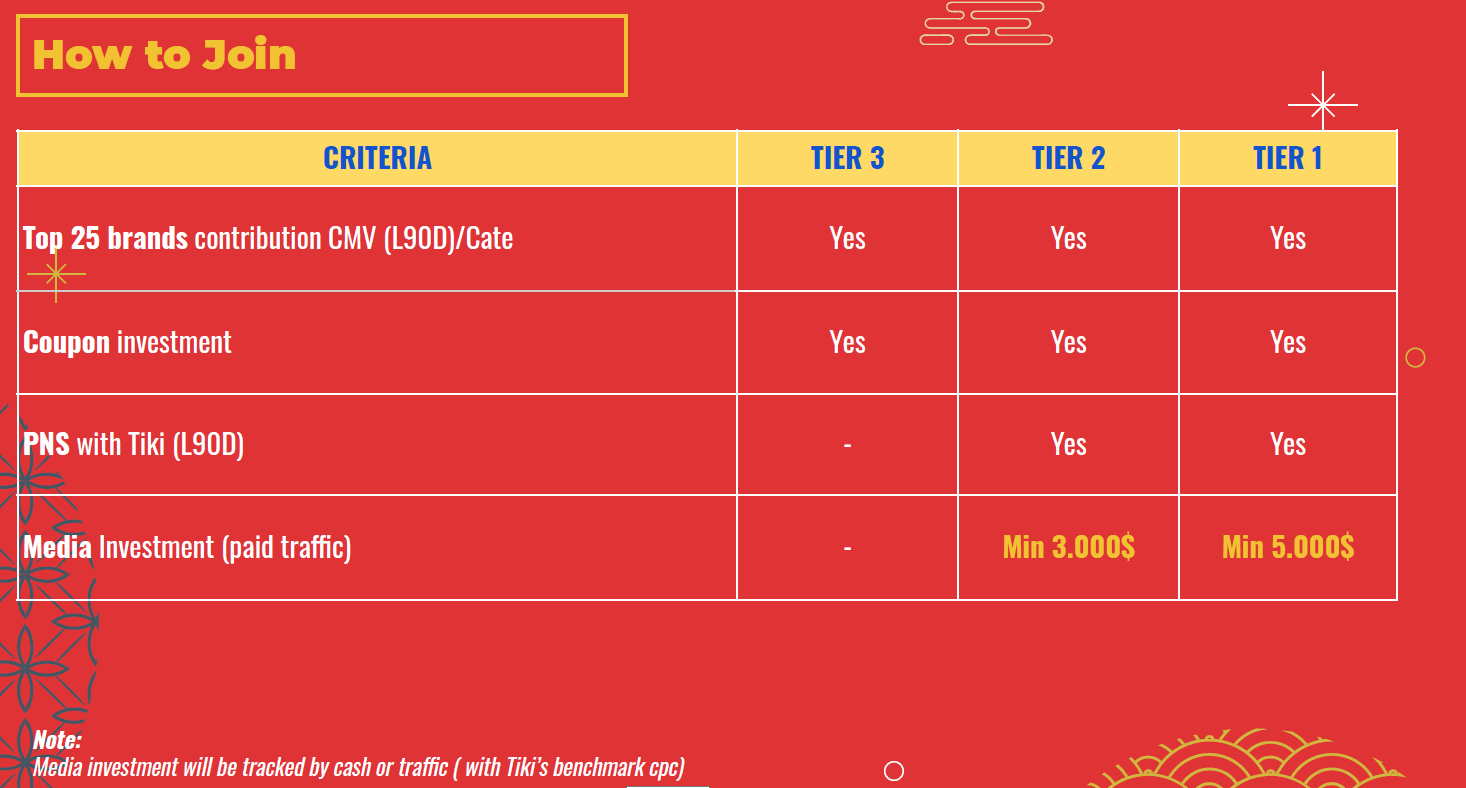 How to Join
CRITERIA TIER 3 TIER 2 TIER 1
Top 25 brands contribution CMV (L90D)/Cate Yes Yes Yes
Coupon investment Yes Yes Yes
PNS with Tiki (L90D) - Yes Yes
Media Investment (paid traffic) - Min 3.000$ Min 5.000$
Note:
Media investment will be tracked by cash or traffic ( with Tiki's benchmark cpc)